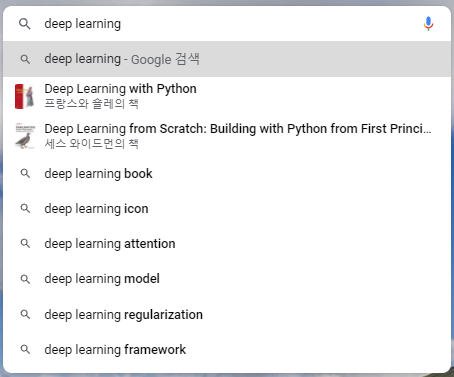 deep learning
deep learning - Google 검색
Deep Learning with Python
프랑스와 숄레의 책
Deep Learning from Scratch: Building with Python from First Princi...
세스 와이드먼의 책
deep learning book
deep learning icon
deep learning attention
deep learning model
deep learning regularization
deep learning framework